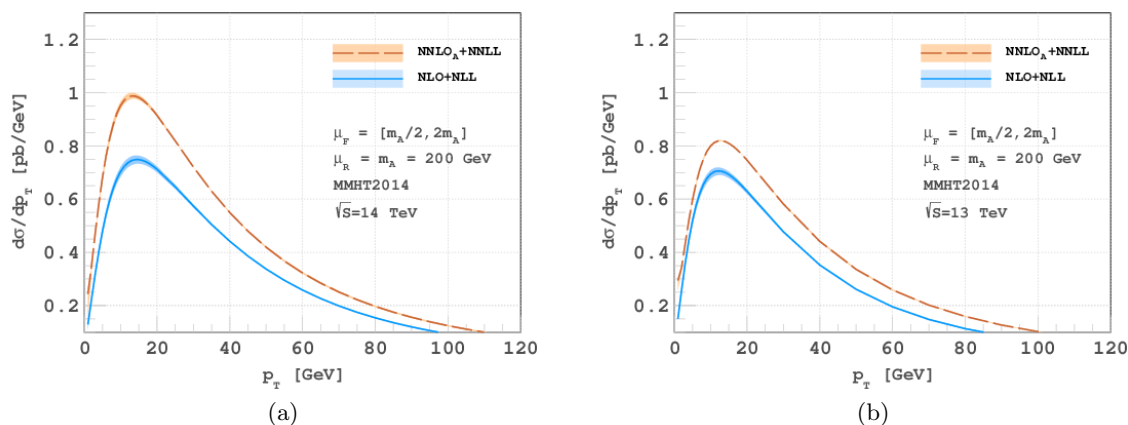 1.2
1
0.8
0.6
0.4
0.2
dσ/dp_T [pb/GeV]
NNLO_A+NNLL
NLO+NLL
μ_F = [m_A/2,2m_A]
μ_R = m_A = 200 GeV
MMHT2014
√S=14 TeV
0 20 40 60 80 100 120
p_T [GeV]
(a)
1.2
1
0.8
0.6
0.4
0.2
dσ/dp_T [pb/GeV]
NNLO_A+NNLL
NLO+NLL
μ_F = [m_A/2,2m_A]
μ_R = m_A = 200 GeV
MMHT2014
√S=13 TeV
0 20 40 60 80 100 120
p_T [GeV]
(b)